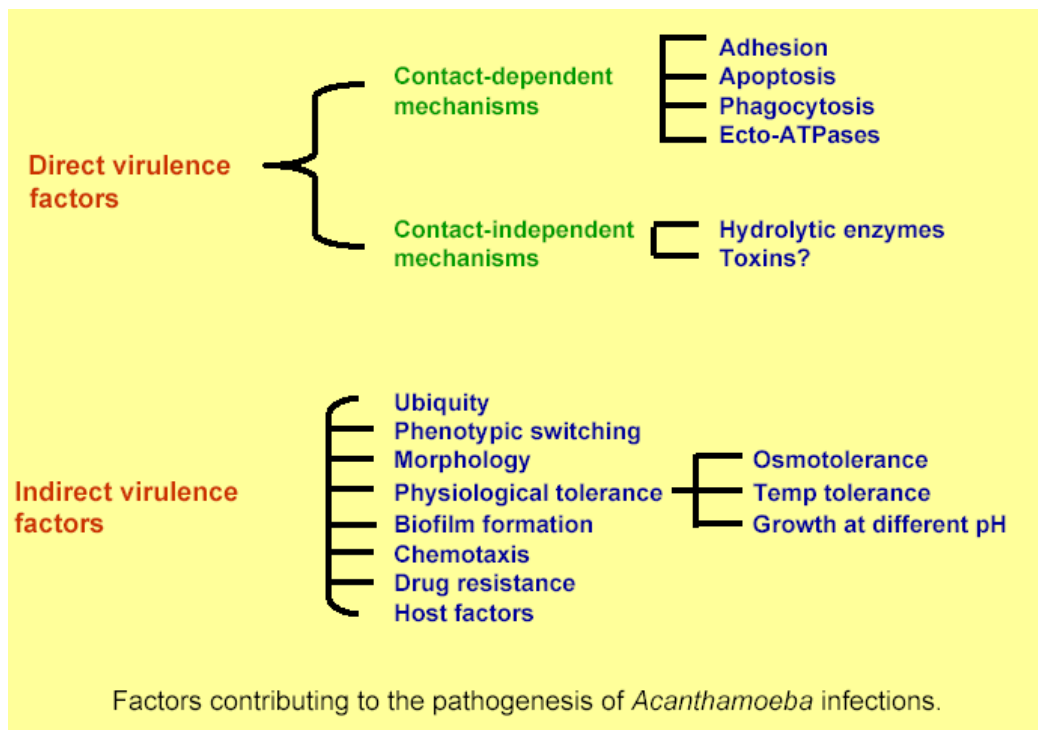 Direct virulence
factors
Contact-dependent
mechanisms
Adhesion
Apoptosis
Phagocytosis
Ecto-ATPases
Contact-independent
mechanisms
Hydrolytic enzymes
Toxins?
Indirect virulence
factors
Ubiquity
Phenotypic switching
Morphology
Physiological tolerance
Osmotolerance
Temp tolerance
Growth at different pH
Biofilm formation
Chemotaxis
Drug resistance
Host factors
Factors contributing to the pathogenesis of Acanthamoeba infections.